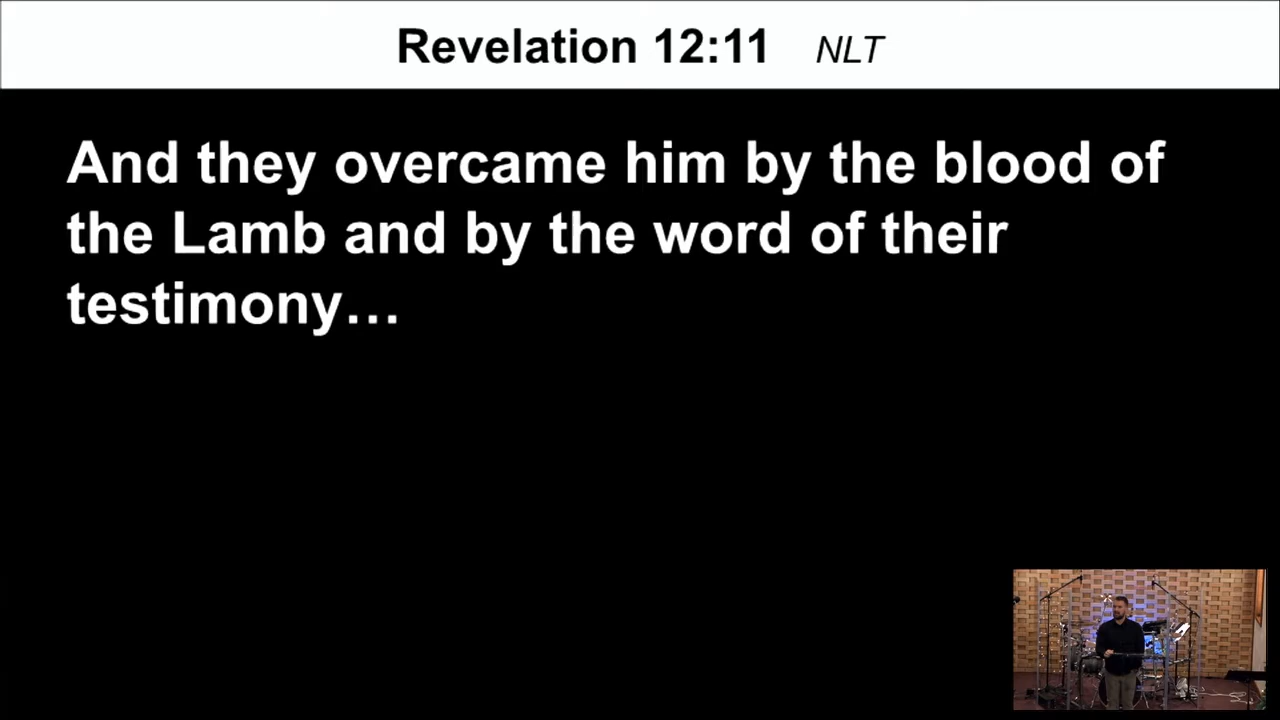 Revelation 12:11 NLT
And they overcame him by the blood of
the Lamb and by the word of their
testimony…